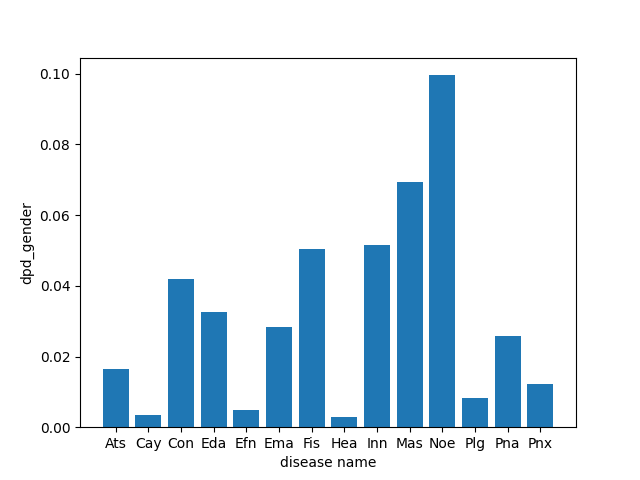 0.10
0.08
0.06
0.04
0.02
0.00
dpd_gender
Ats Cay Con Eda Efn Ema Fis Hea Inn Mas Noe Plg Pna Pnx
disease name